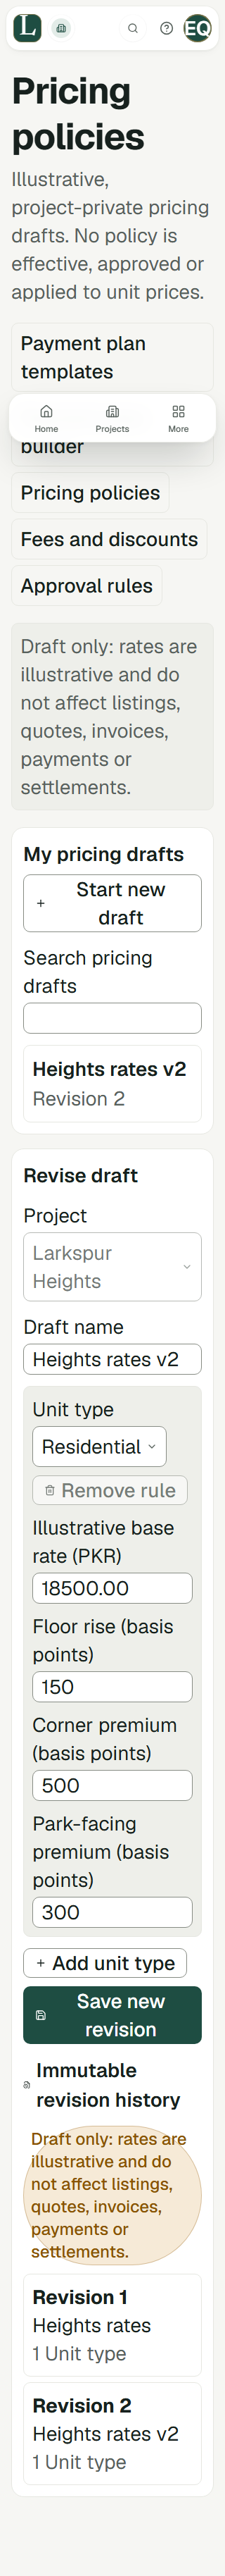 L
EQ
Pricing
policies
Illustrative,
project-private pricing
drafts. No policy is
effective, approved or
applied to unit prices.
Payment plan
templates
Home
Projects
More
builder
Pricing policies
Fees and discounts
Approval rules
Draft only: rates are
illustrative and do
not affect listings,
quotes, invoices,
payments or
settlements.
My pricing drafts
+ Start new
draft
Search pricing
drafts
Heights rates v2
Revision 2
Revise draft
Project
Larkspur
Heights
Draft name
Heights rates v2
Unit type
Residential
Remove rule
Illustrative base
rate (PKR)
18500.00
Floor rise (basis
points)
150
Corner premium
(basis points)
500
Park-facing
premium (basis
points)
300
+ Add unit type
Save new
revision
Immutable
revision history
Draft only: rates are
illustrative and do
not affect listings,
quotes, invoices,
payments or
settlements.
Revision 1
Heights rates
1 Unit type
Revision 2
Heights rates v2
1 Unit type